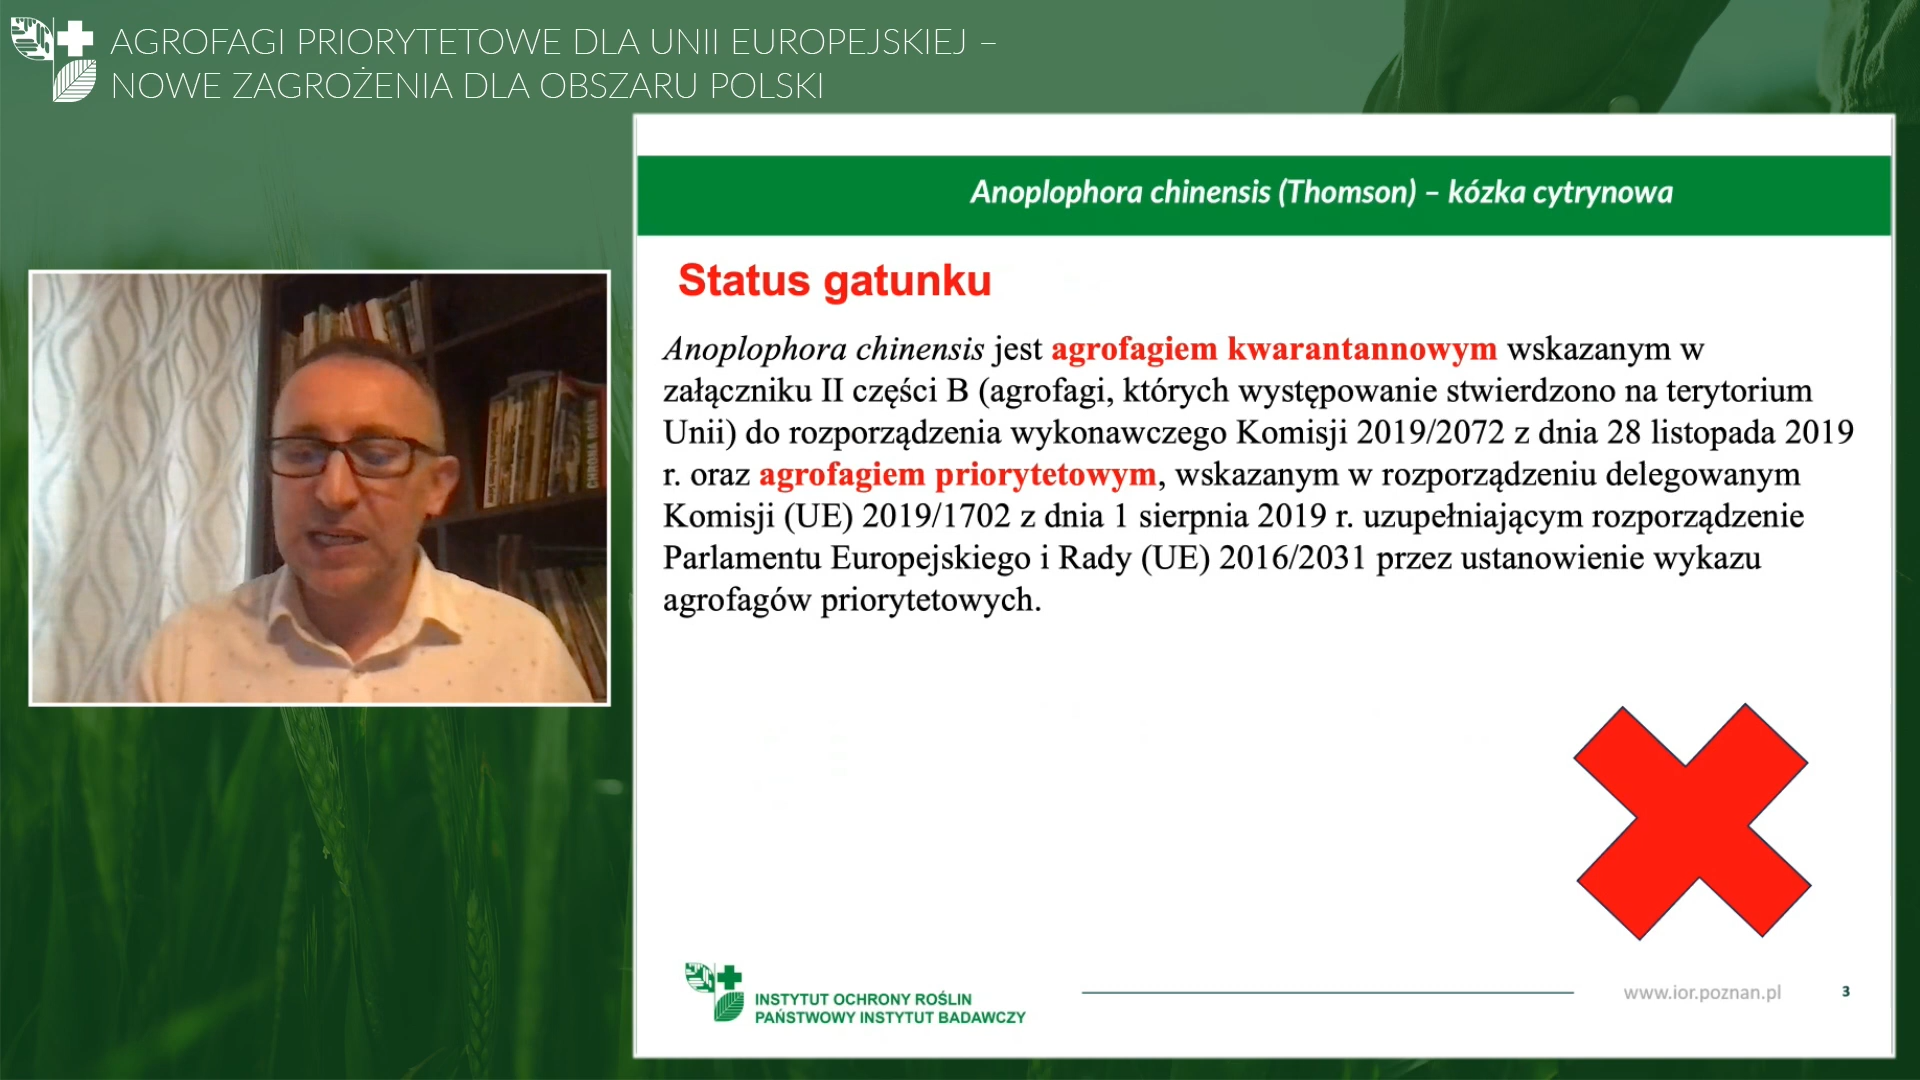 AGROFAGI PRIORYTETOWE DLA UNII EUROPEJSKIEJ –
NOWE ZAGROŻENIA DLA OBSZARU POLSKI
Anoplophora chinensis (Thomson) – kózka cytrynowa
Status gatunku
Anoplophora chinensis jest agrofagiem kwarantannowym wskazanym w
załączniku II części B (agrofagi, których występowanie stwierdzono na terytorium
Unii) do rozporządzenia wykonawczego Komisji 2019/2072 z dnia 28 listopada 2019
r. oraz agrofagiem priorytetowym, wskazanym w rozporządzeniu delegowanym
Komisji (UE) 2019/1702 z dnia 1 sierpnia 2019 r. uzupełniającym rozporządzenie
Parlamentu Europejskiego i Rady (UE) 2016/2031 przez ustanowienie wykazu
agrofagów priorytetowych.
INSTYTUT OCHRONY ROŚLIN
PAŃSTWOWY INSTYTUT BADAWCZY
www.ior.poznan.pl
3